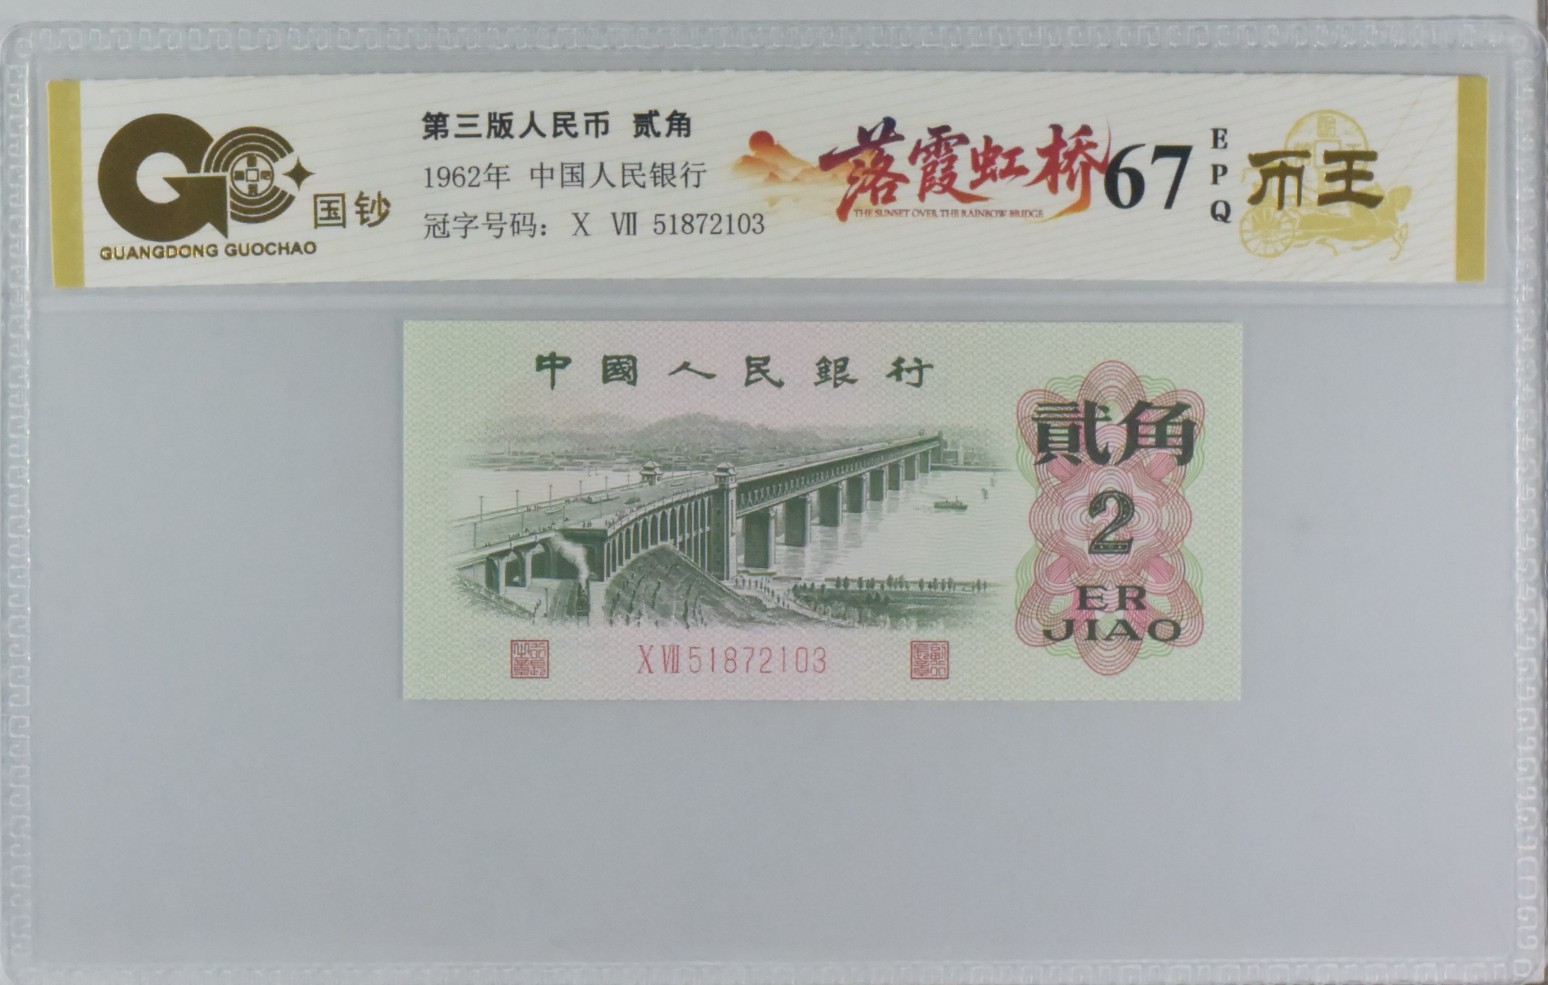 国钞
GUANGDONG GUOCHAO
第三版人民币 贰角
1962年 中国人民银行
冠字号码: X Ⅶ 51872103
落霞虹桥
THE SUNSET OVER THE RAINBOW BRIDGE
67
EPQ
币王
中國人民銀行
貳角
2
ER
JIAO
X Ⅶ 51872103